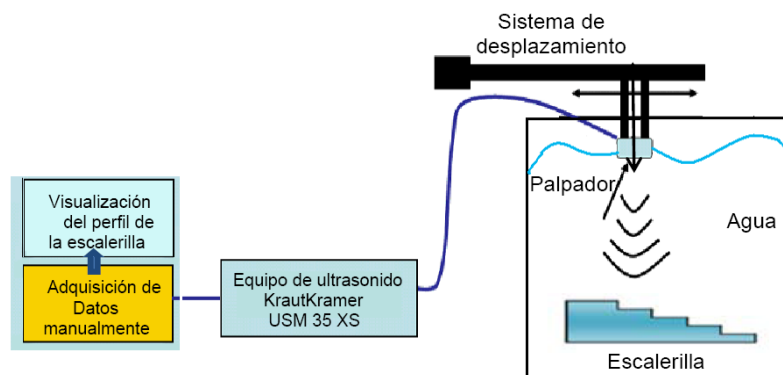 Sistema de
desplazamiento
Palpador
Agua
Visualización
del perfil de
la escalerilla
Adquisición de
Datos
manualmente
Equipo de ultrasonido
KrautKramer
USM 35 XS
Escalerilla